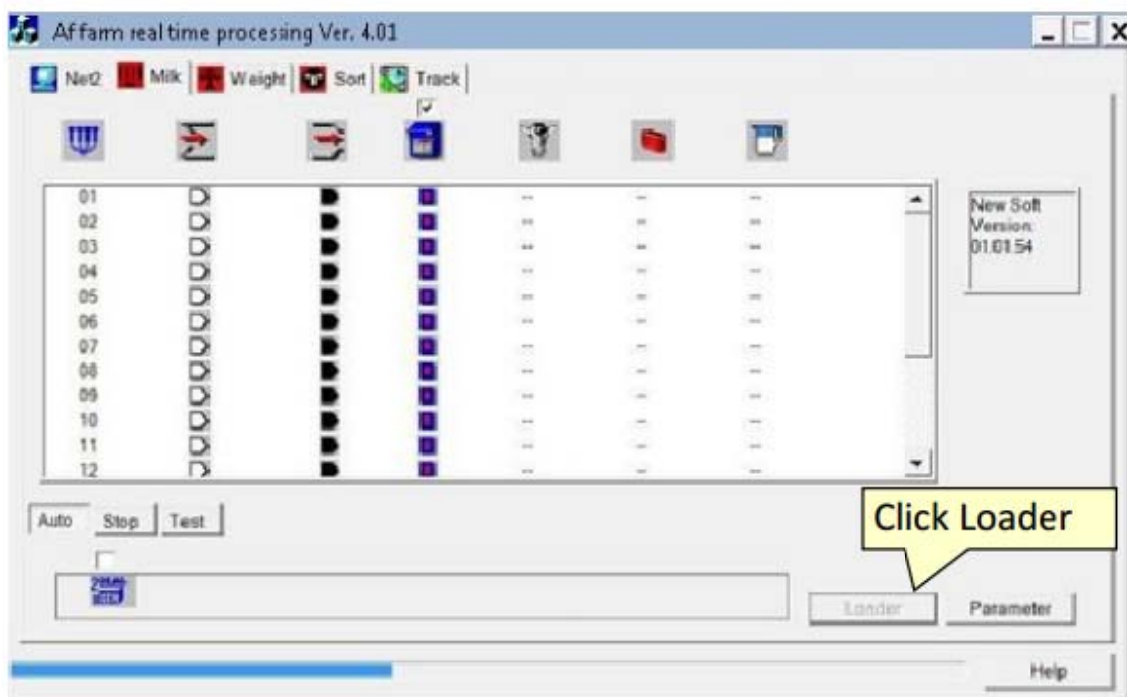 Affarm real time processing Ver. 4.01
Net2 Milk Weight Sort Track
01 -- -- --
02 -- -- --
03 -- -- --
04 -- -- --
05 -- -- --
06 -- -- --
07 -- -- --
08 -- -- --
09 -- -- --
10 -- -- --
11 -- -- --
12 -- -- --
New Soft
Version:
01.01.54
Auto Stop Test
Click Loader
Loader Parameter
Help